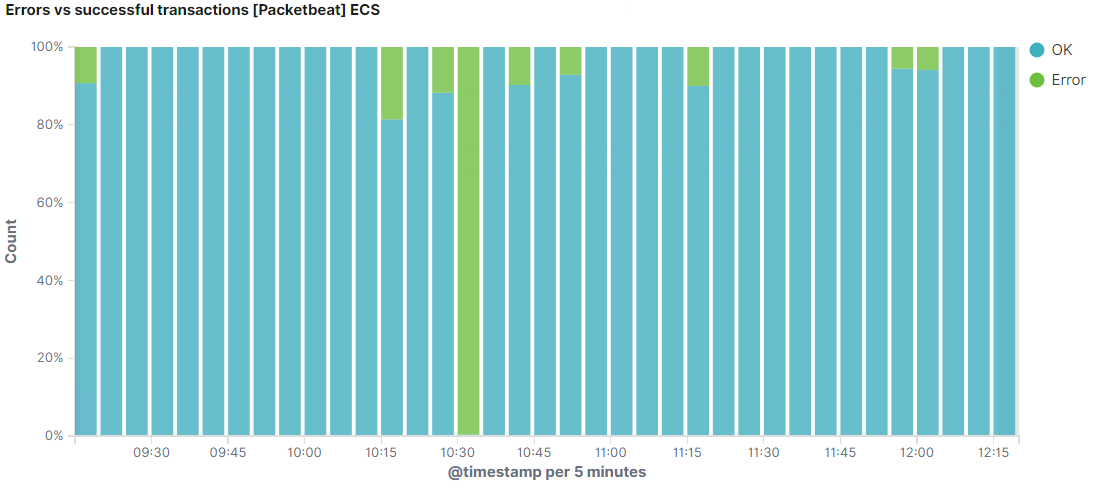 Errors vs successful transactions [Packetbeat] ECS
100%
80%
60%
40%
20%
0%
Count
09:30 09:45 10:00 10:15 10:30 10:45 11:00 11:15 11:30 11:45 12:00 12:15
@timestamp per 5 minutes
OK
Error